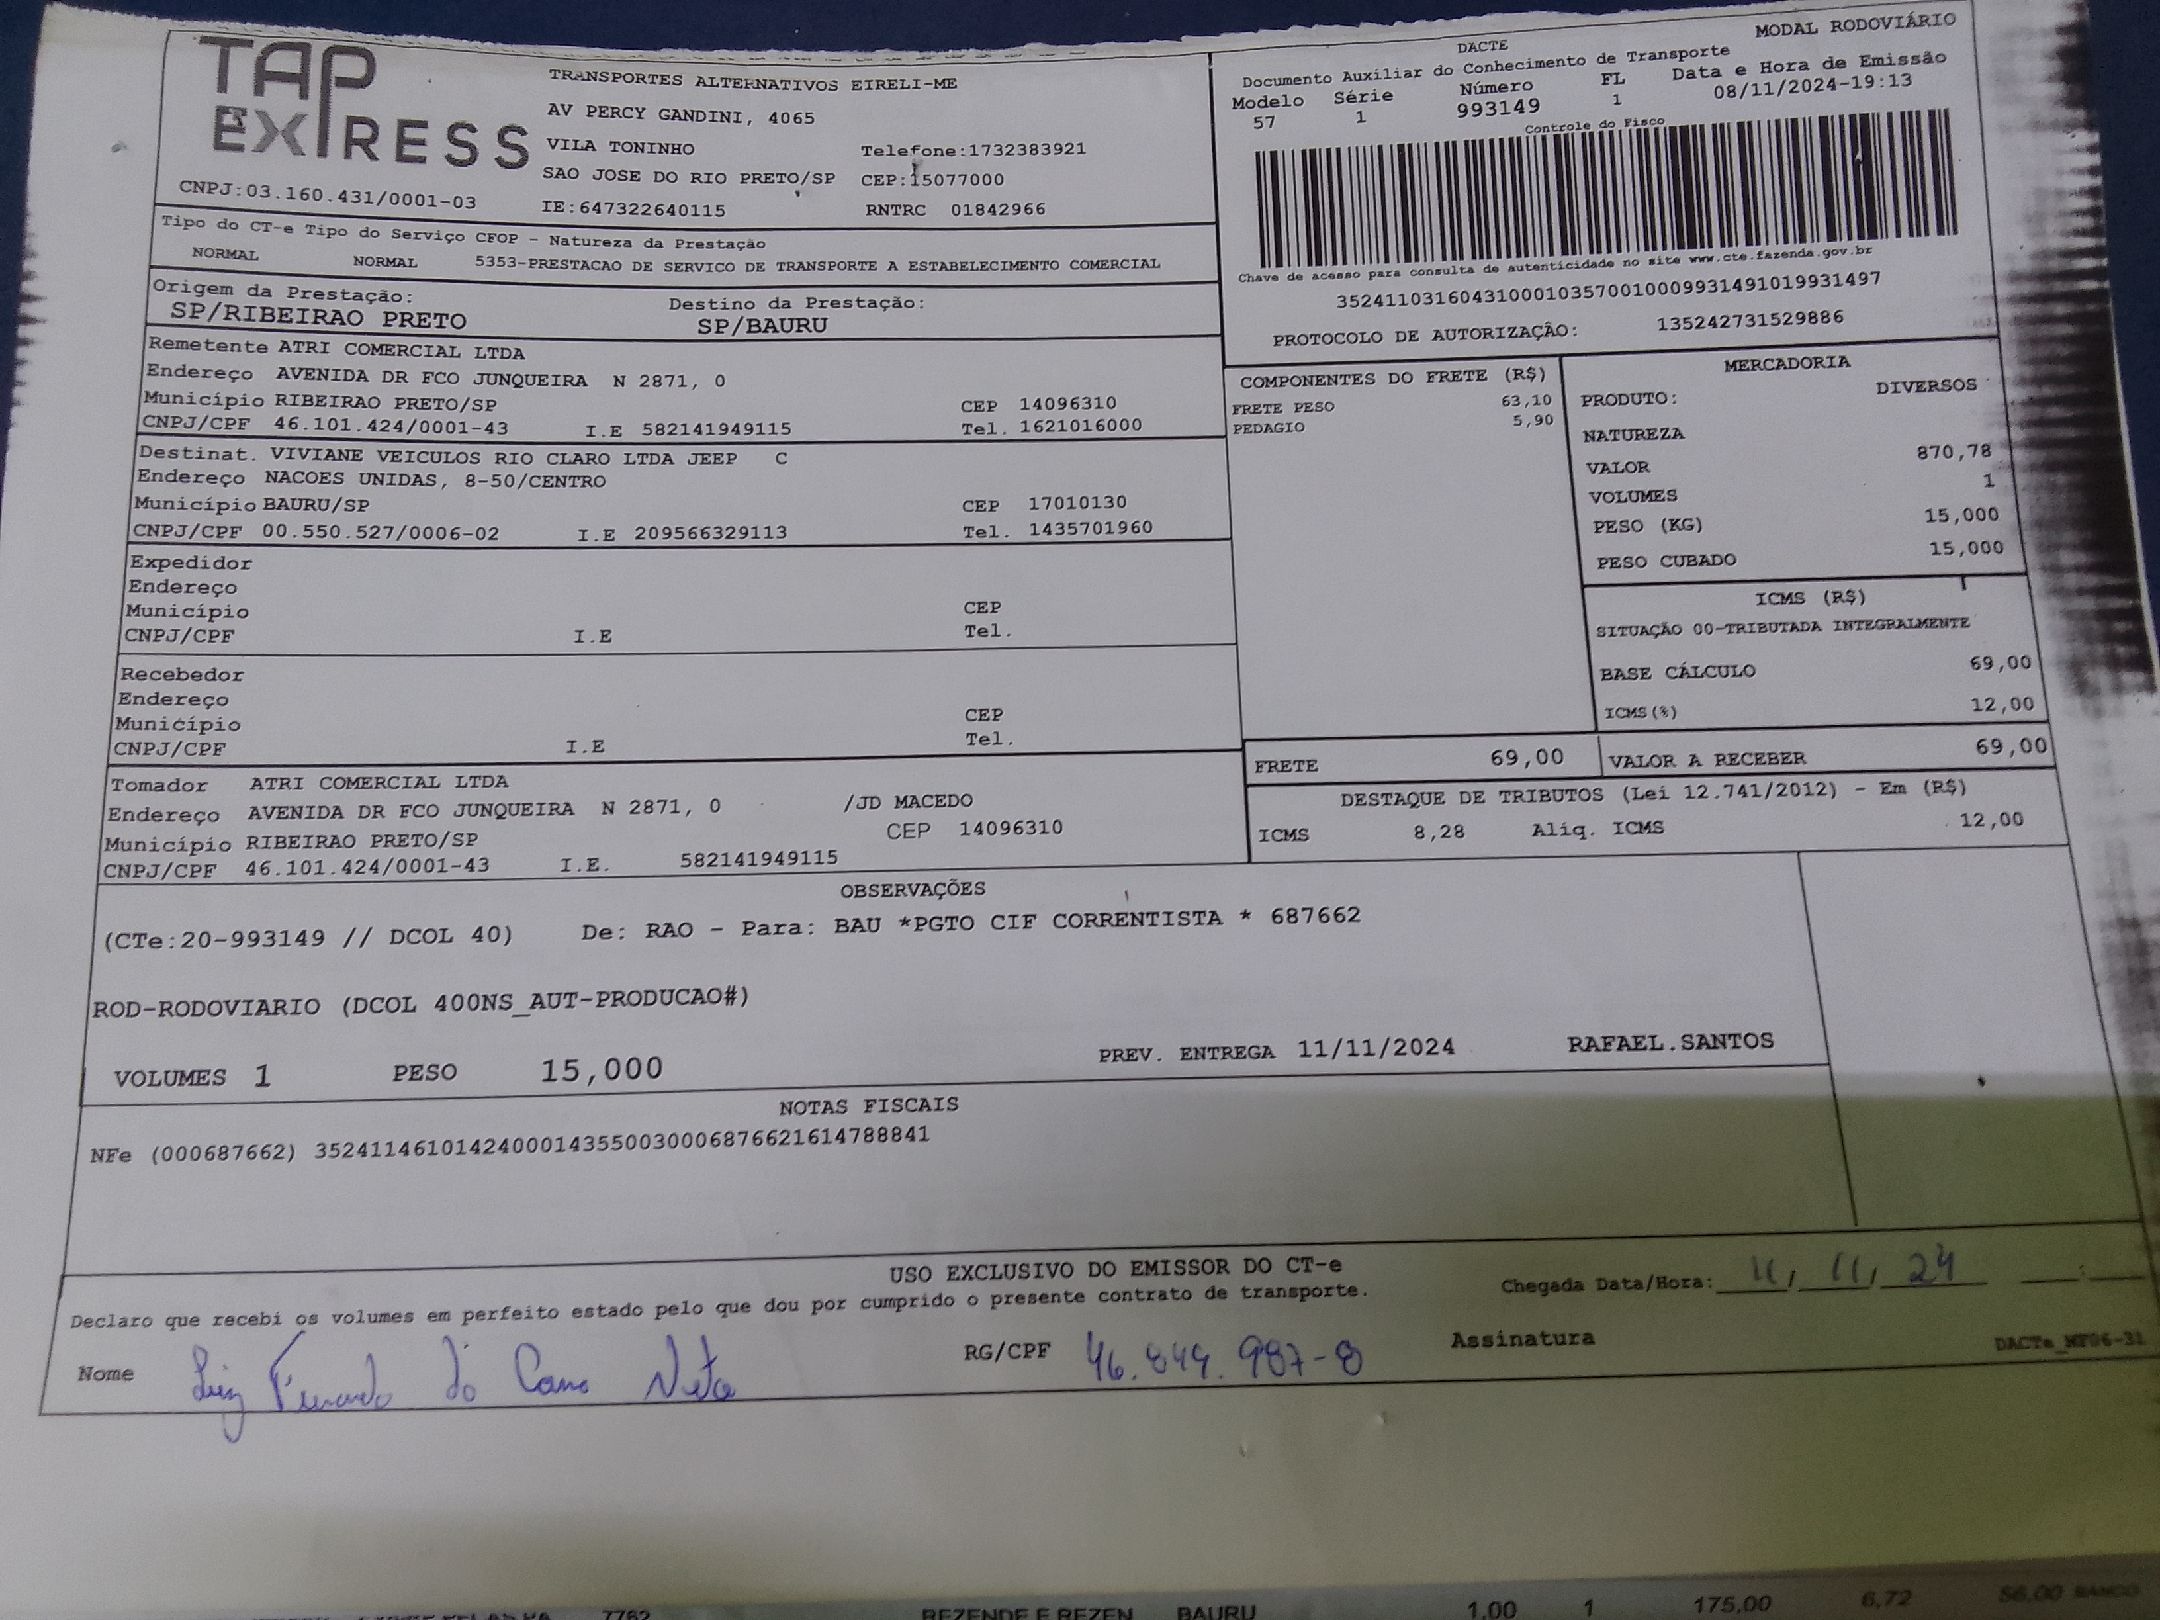 TAP EXPRESS
TRANSPORTES ALTERNATIVOS EIRELI-ME
AV PERCY GANDINI, 4065
VILA TONINHO Telefone:1732383921
SAO JOSE DO RIO PRETO/SP CEP:15077000
CNPJ:03.160.431/0001-03 IE:647322640115 RNTRC 01842966
MODAL RODOVIÁRIO
DACTE
Documento Auxiliar do Conhecimento de Transporte
Modelo Série Número FL Data e Hora de Emissão
57 1 993149 1 08/11/2024-19:13
Controle do Fisco
Chave de acesso para consulta de autenticidade no site www.cte.fazenda.gov.br
35241103160431000103570010009931491019931497
PROTOCOLO DE AUTORIZAÇÃO: 135242731529886
Tipo do CT-e Tipo do Serviço CFOP - Natureza da Prestação
NORMAL NORMAL 5353-PRESTACAO DE SERVICO DE TRANSPORTE A ESTABELECIMENTO COMERCIAL
Origem da Prestação: Destino da Prestação:
SP/RIBEIRAO PRETO SP/BAURU
Remetente ATRI COMERCIAL LTDA
Endereço AVENIDA DR FCO JUNQUEIRA N 2871, 0
Município RIBEIRAO PRETO/SP CEP 14096310
CNPJ/CPF 46.101.424/0001-43 I.E 582141949115 Tel. 1621016000
Destinat. VIVIANE VEICULOS RIO CLARO LTDA JEEP C
Endereço NACOES UNIDAS, 8-50/CENTRO
Município BAURU/SP CEP 17010130
CNPJ/CPF 00.550.527/0006-02 I.E 209566329113 Tel. 1435701960
Expedidor
Endereço
Município CEP
CNPJ/CPF I.E Tel.
Recebedor
Endereço
Município CEP
CNPJ/CPF I.E Tel.
Tomador ATRI COMERCIAL LTDA
Endereço AVENIDA DR FCO JUNQUEIRA N 2871, 0 /JD MACEDO
Município RIBEIRAO PRETO/SP CEP 14096310
CNPJ/CPF 46.101.424/0001-43 I.E. 582141949115
COMPONENTES DO FRETE (R$)
FRETE PESO 63,10
PEDAGIO 5,90
MERCADORIA
PRODUTO: DIVERSOS
NATUREZA
VALOR 870,78
VOLUMES 1
PESO (KG) 15,000
PESO CUBADO 15,000
ICMS (R$)
SITUAÇÃO 00-TRIBUTADA INTEGRALMENTE
BASE CÁLCULO 69,00
ICMS(%) 12,00
FRETE 69,00 VALOR A RECEBER 69,00
DESTAQUE DE TRIBUTOS (Lei 12.741/2012) - Em (R$)
ICMS 8,28 Aliq. ICMS 12,00
OBSERVAÇÕES
(CTe:20-993149 // DCOL 40) De: RAO - Para: BAU *PGTO CIF CORRENTISTA * 687662
ROD-RODOVIARIO (DCOL 400NS_AUT-PRODUCAO#)
VOLUMES 1 PESO 15,000 PREV. ENTREGA 11/11/2024 RAFAEL.SANTOS
NOTAS FISCAIS
NFe (000687662) 35241146101424000143550030006876621614788841
USO EXCLUSIVO DO EMISSOR DO CT-e
Declaro que recebi os volumes em perfeito estado pelo que dou por cumprido o presente contrato de transporte.
Chegada Data/Hora: 11/11/24 :
Nome Luiz Fernando do Neto RG/CPF 46.849.987-8 Assinatura
REZENDE E REZEN BAURU 1,00 1 175,00 6,72 56,00